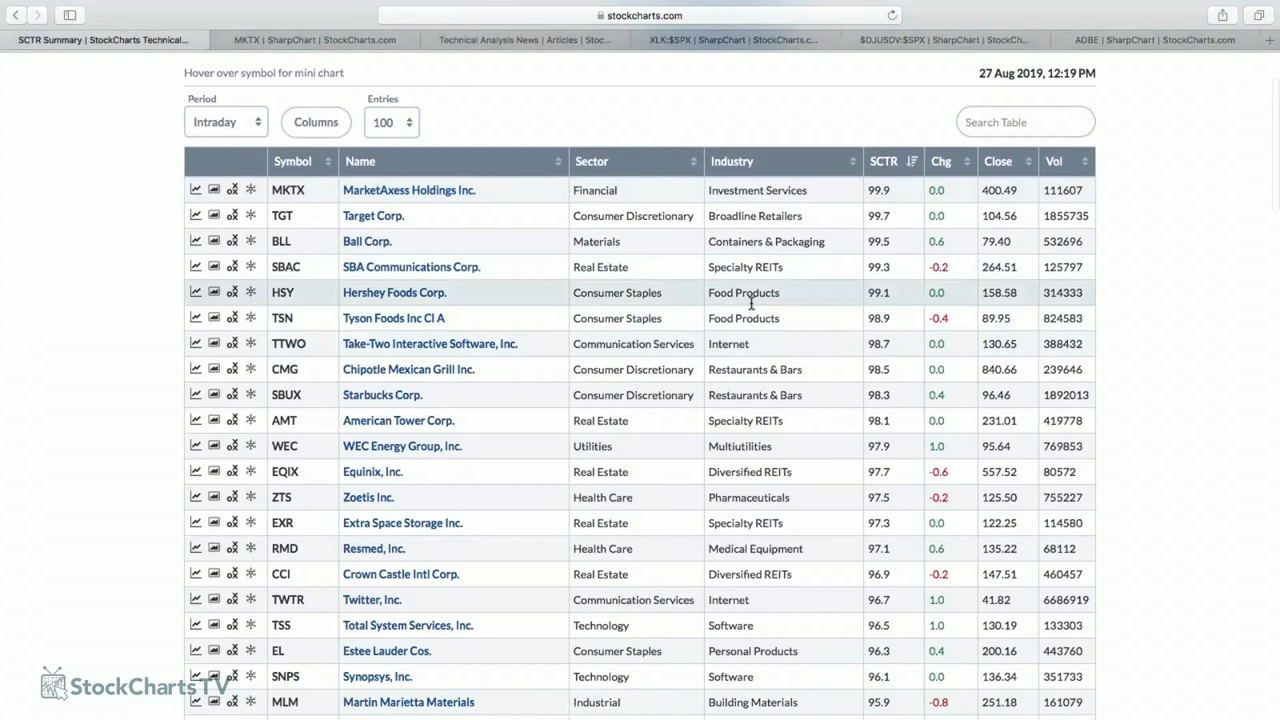 stockcharts.com
SCTR Summary | StockCharts Technical... MKTX | SharpChart | StockCharts.com Technical Analysis News | Articles | Stoc... XLK:$SPX | SharpChart | StockCharts.c... $DJUSDV:$SPX | SharpChart | StockCh... ADBE | SharpChart | StockCharts.com
Hover over symbol for mini chart 27 Aug 2019, 12:19 PM
Period Entries
Intraday Columns 100 Search Table
Symbol Name Sector Industry SCTR Chg Close Vol
MKTX MarketAxess Holdings Inc. Financial Investment Services 99.9 0.0 400.49 111607
TGT Target Corp. Consumer Discretionary Broadline Retailers 99.7 0.0 104.56 1855735
BLL Ball Corp. Materials Containers & Packaging 99.5 0.6 79.40 532696
SBAC SBA Communications Corp. Real Estate Specialty REITs 99.3 -0.2 264.51 125797
HSY Hershey Foods Corp. Consumer Staples Food Products 99.1 0.0 158.58 314333
TSN Tyson Foods Inc Cl A Consumer Staples Food Products 98.9 -0.4 89.95 824583
TTWO Take-Two Interactive Software, Inc. Communication Services Internet 98.7 0.0 130.65 388432
CMG Chipotle Mexican Grill Inc. Consumer Discretionary Restaurants & Bars 98.5 0.0 840.66 239646
SBUX Starbucks Corp. Consumer Discretionary Restaurants & Bars 98.3 0.4 96.46 1892013
AMT American Tower Corp. Real Estate Specialty REITs 98.1 0.0 231.01 419778
WEC WEC Energy Group, Inc. Utilities Multiutilities 97.9 1.0 95.64 769853
EQIX Equinix, Inc. Real Estate Diversified REITs 97.7 -0.6 557.52 80572
ZTS Zoetis Inc. Health Care Pharmaceuticals 97.5 -0.2 125.50 755227
EXR Extra Space Storage Inc. Real Estate Specialty REITs 97.3 0.0 122.25 114580
RMD Resmed, Inc. Health Care Medical Equipment 97.1 0.6 135.22 68112
CCI Crown Castle Intl Corp. Real Estate Diversified REITs 96.9 -0.2 147.51 460457
TWTR Twitter, Inc. Communication Services Internet 96.7 1.0 41.82 6686919
TSS Total System Services, Inc. Technology Software 96.5 1.0 130.19 133303
EL Estee Lauder Cos. Consumer Staples Personal Products 96.3 0.4 200.16 443760
SNPS Synopsys, Inc. Technology Software 96.1 0.0 136.34 351733
StockChartsTV
MLM Martin Marietta Materials Industrial Building Materials 95.9 -0.8 251.18 161079